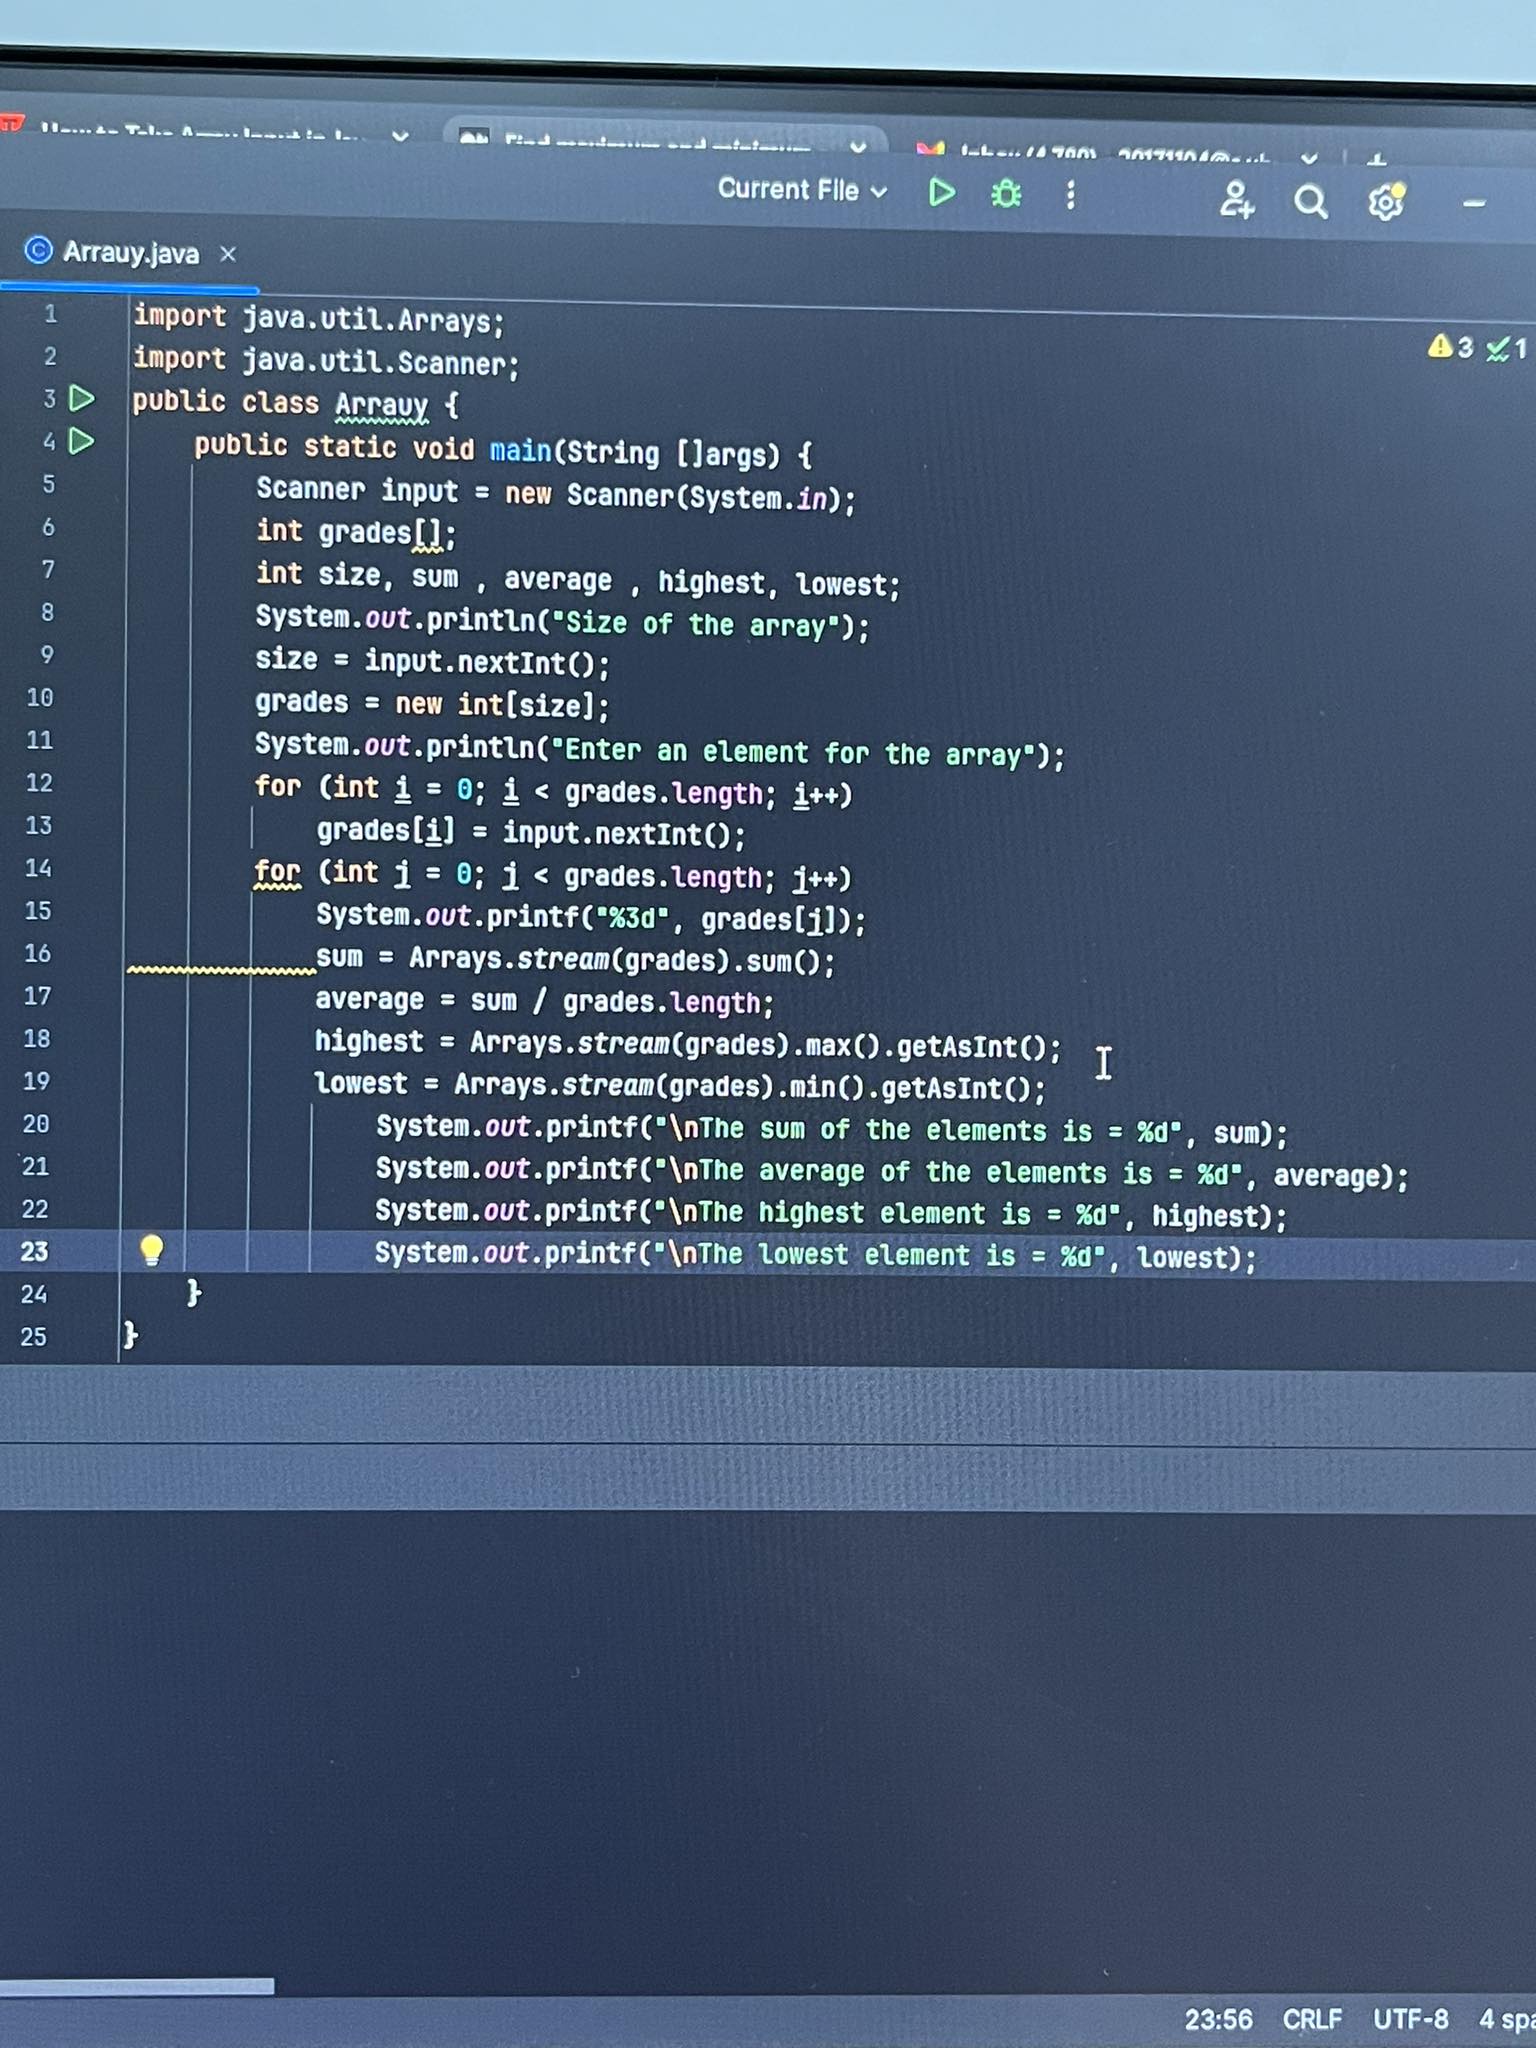 Current File
Arrauy.java
3 1
1 import java.util.Arrays;
2 import java.util.Scanner;
3 public class Arrauy {
4 public static void main(String []args) {
5 Scanner input = new Scanner(System.in);
6 int grades[];
7 int size, sum , average , highest, lowest;
8 System.out.println("Size of the array");
9 size = input.nextInt();
10 grades = new int[size];
11 System.out.println("Enter an element for the array");
12 for (int i = 0; i < grades.length; i++)
13 grades[i] = input.nextInt();
14 for (int j = 0; j < grades.length; j++)
15 System.out.printf("%3d", grades[j]);
16 sum = Arrays.stream(grades).sum();
17 average = sum / grades.length;
18 highest = Arrays.stream(grades).max().getAsInt();
19 lowest = Arrays.stream(grades).min().getAsInt();
20 System.out.printf("\nThe sum of the elements is = %d", sum);
21 System.out.printf("\nThe average of the elements is = %d", average);
22 System.out.printf("\nThe highest element is = %d", highest);
23 System.out.printf("\nThe lowest element is = %d", lowest);
24 }
25 }
23:56 CRLF UTF-8 4 spa